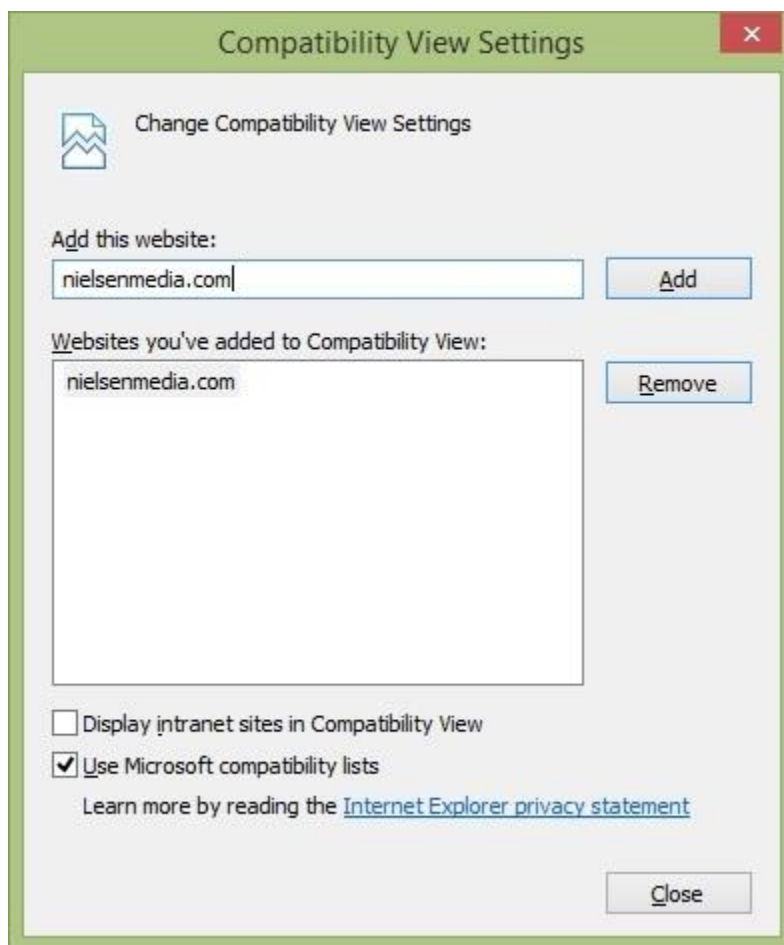 Compatibility View Settings
Change Compatibility View Settings
Add this website:
nielsenmedia.com
Add
Websites you've added to Compatibility View:
nielsenmedia.com
Remove
Display intranet sites in Compatibility View
Use Microsoft compatibility lists
Learn more by reading the Internet Explorer privacy statement
Close